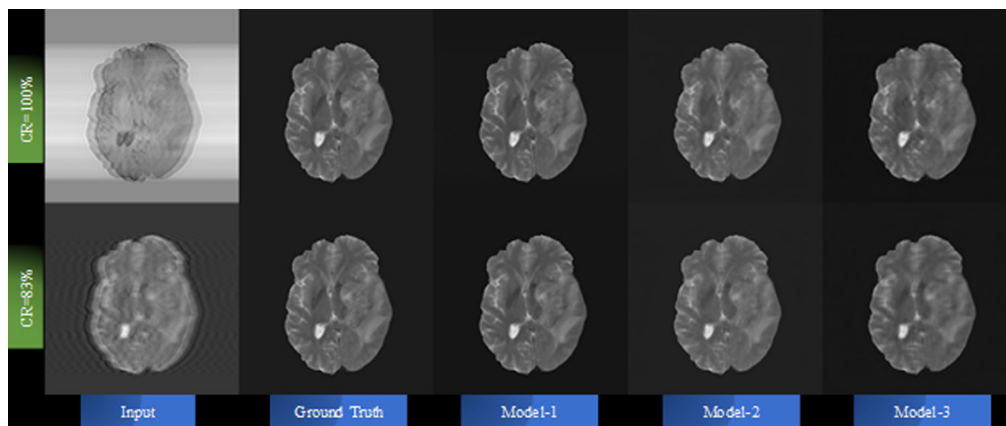 CR=100%
CR=83%
Input
Ground Truth
Model-1
Model-2
Model-3